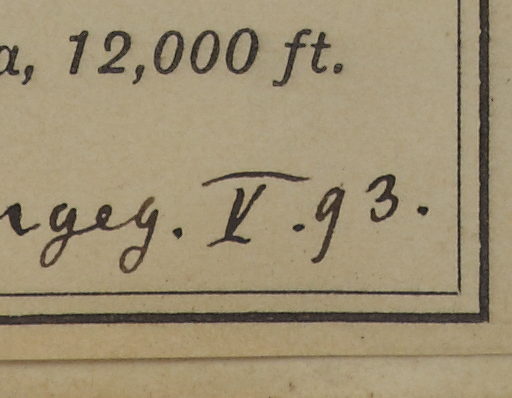 a, 12,000 ft.
rgeg. V. 93.